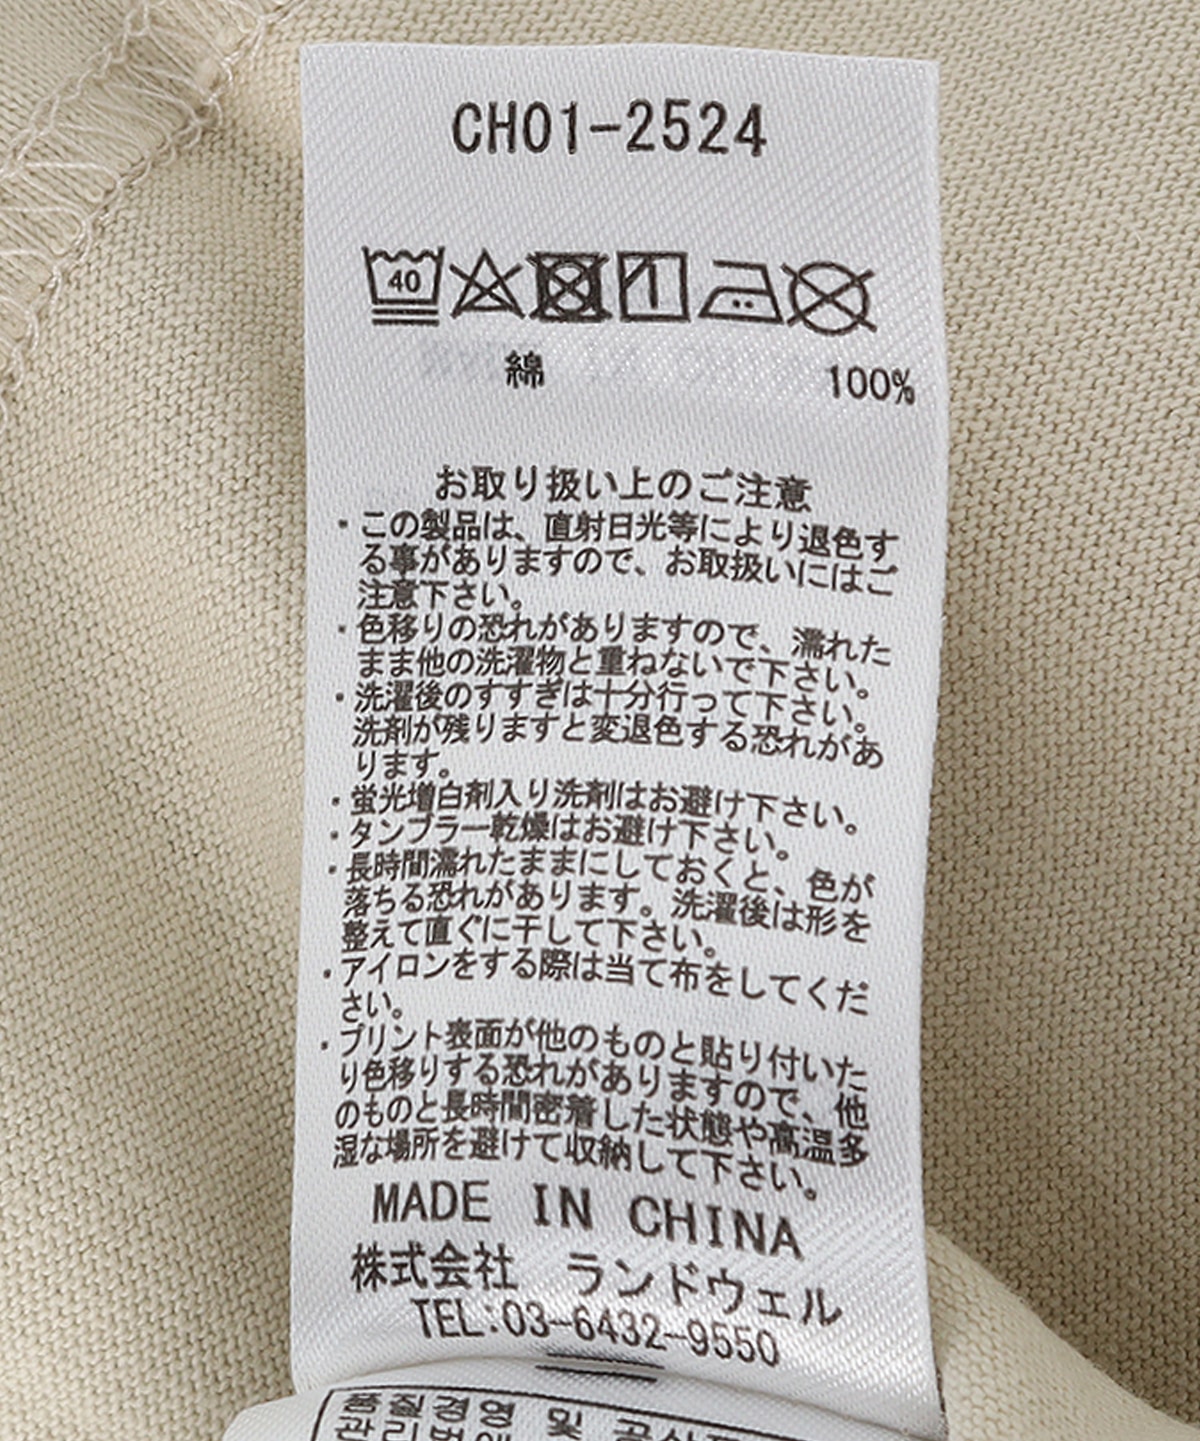 CH01-2524
40
綿 100%
お取り扱い上のご注意
・この製品は、直射日光等により退色す
る事がありますので、お取扱いにはご
注意下さい。
・色移りの恐れがありますので、濡れた
まま他の洗濯物と重ねないで下さい。
・洗濯後のすすぎは十分行って下さい。
洗剤が残りますと変退色する恐れがあ
ります。
・蛍光増白剤入り洗剤はお避け下さい。
・タンブラー乾燥はお避け下さい。
・長時間濡れたままにしておくと、色が
落ちる恐れがあります。洗濯後は形を
整えて直ぐに干して下さい。
・アイロンをする際は当て布をしてくだ
さい。
・プリント表面が他のものと貼り付いた
り色移りする恐れがありますので、他
のものと長時間密着した状態や高温多
湿な場所を避けて収納して下さい。
MADE IN CHINA
株式会社 ランドウェル
TEL:03-6432-9550
품질경영 및